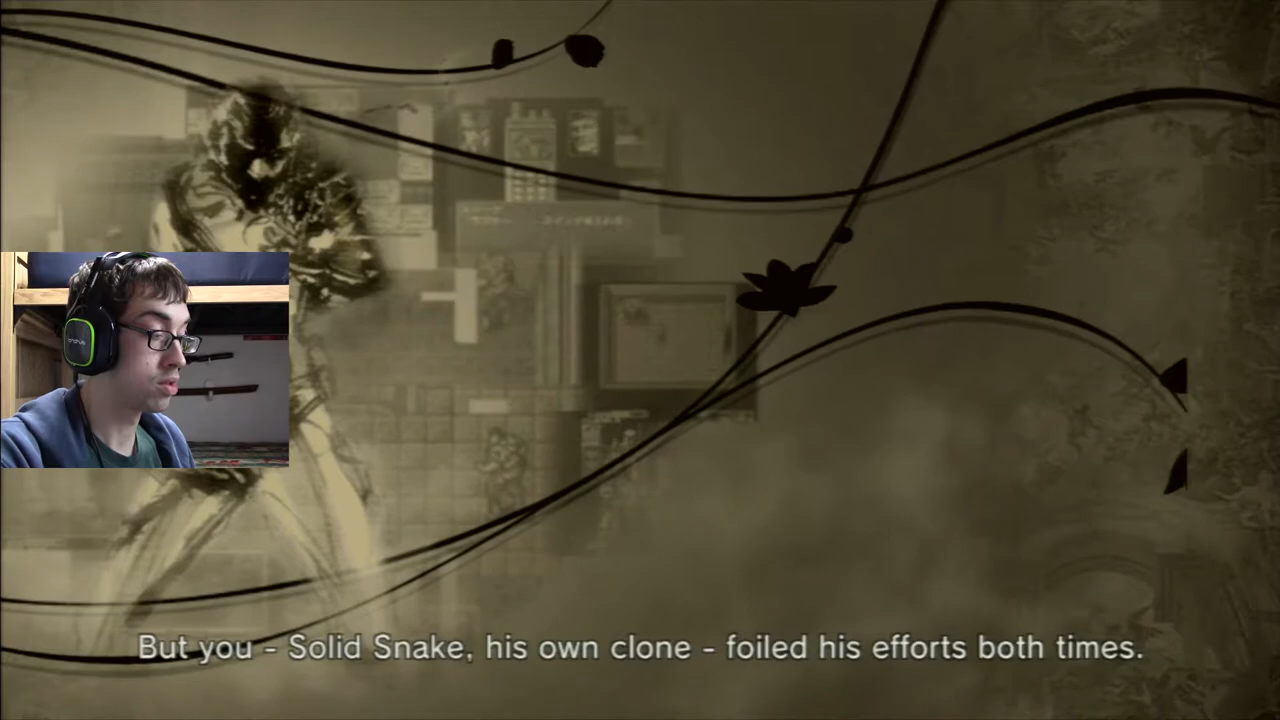 But you - Solid Snake, his own clone - foiled his efforts both times.